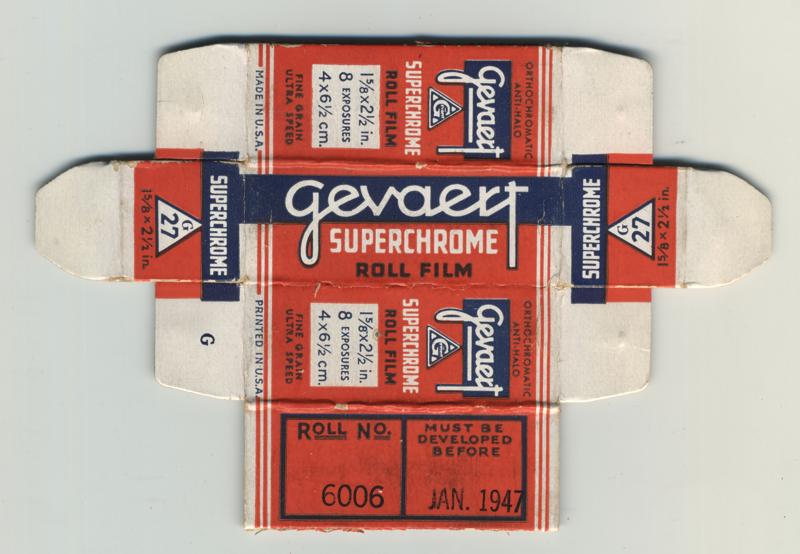 ORTHOCHROMATIC
ANTI-HALO
Gevaert
G
SUPERCHROME
ROLL FILM
1⅝ x 2½ in.
8 EXPOSURES
4 x 6½ cm.
FINE GRAIN
ULTRA SPEED
MADE IN U.S.A.
1⅝ x 2½ in.
G
27
SUPERCHROME
Gevaert
SUPERCHROME
ROLL FILM
SUPERCHROME
G
27
1⅝ x 2½ in.
ORTHOCHROMATIC
ANTI-HALO
Gevaert
G
SUPERCHROME
ROLL FILM
1⅝ x 2½ in.
8 EXPOSURES
4 x 6½ cm.
FINE GRAIN
ULTRA SPEED
PRINTED IN U.S.A.
G
ROLL NO.
6006
MUST BE
DEVELOPED
BEFORE
JAN. 1947